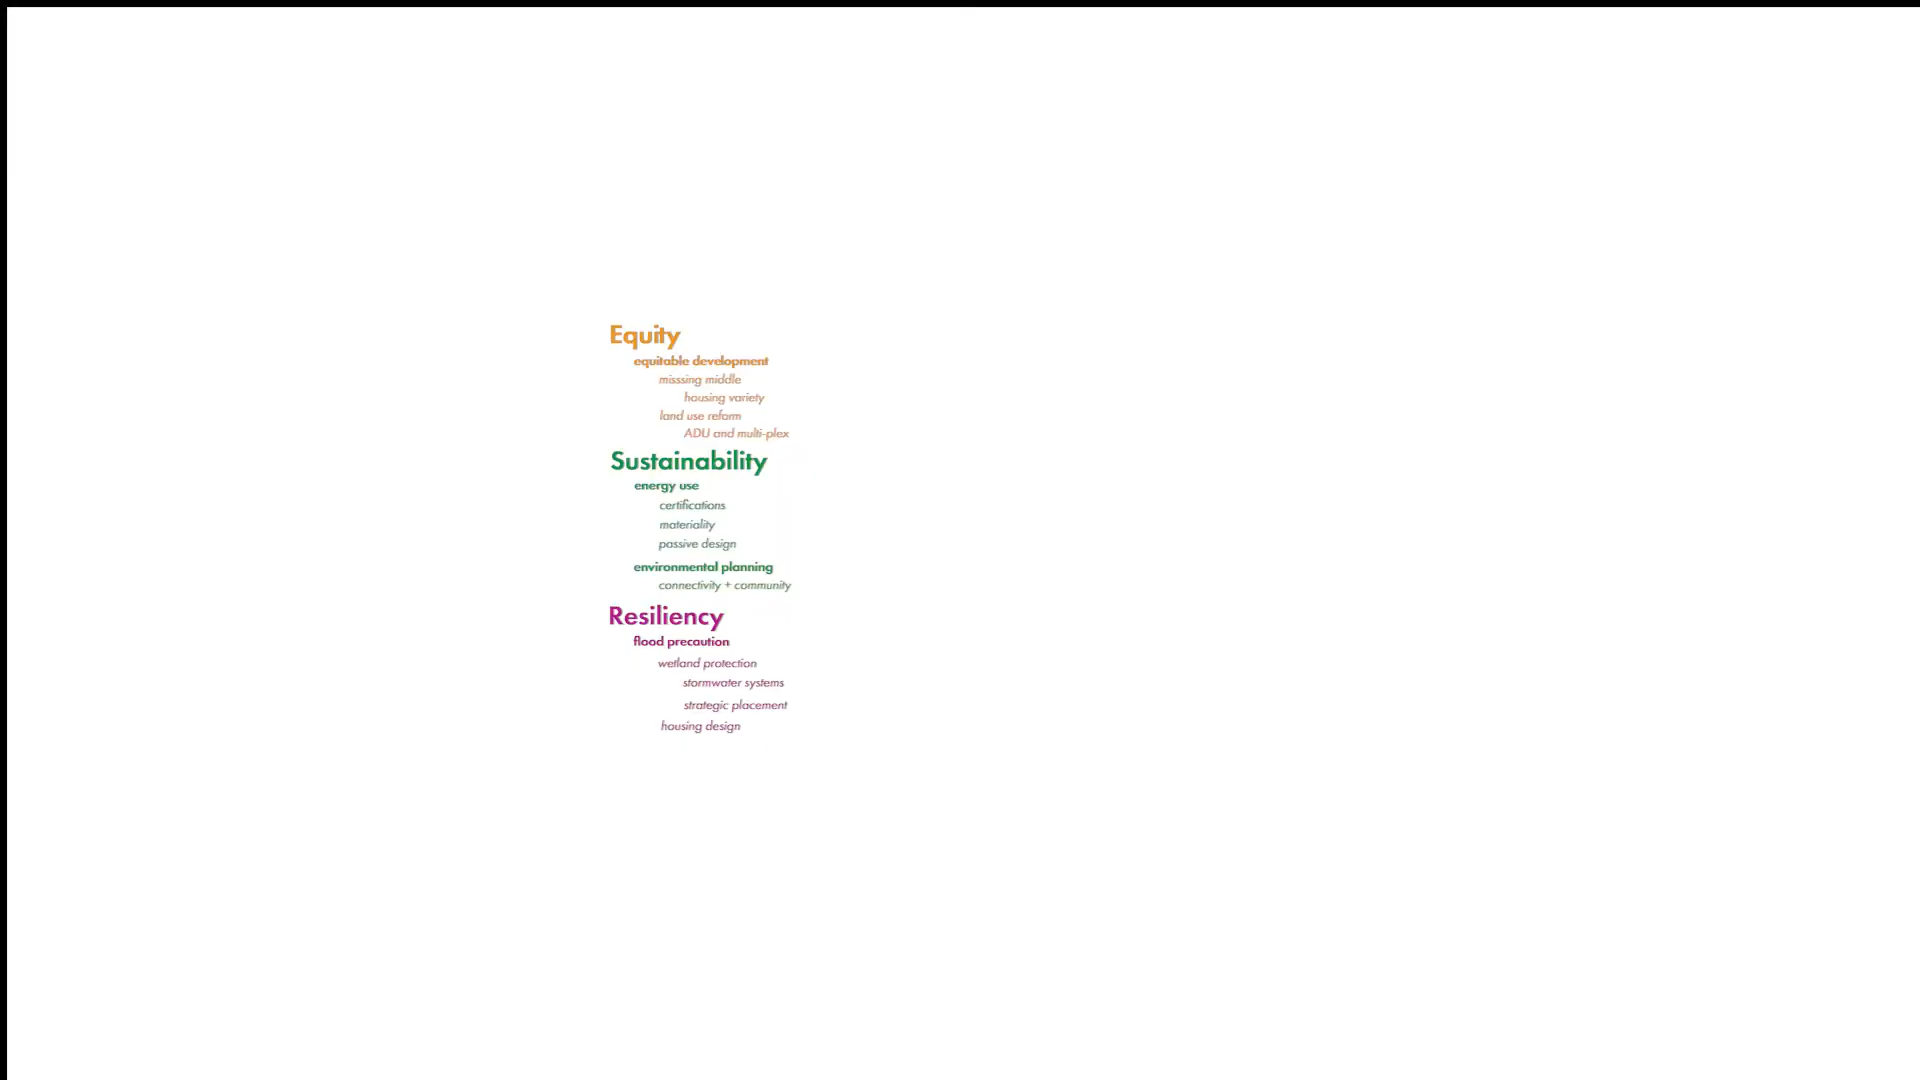 Equity
equitable development
misssing middle
housing variety
land use reform
ADU and multi-plex
Sustainability
energy use
certifications
materiality
passive design
environmental planning
connectivity + community
Resiliency
flood precaution
wetland protection
stormwater systems
strategic placement
housing design